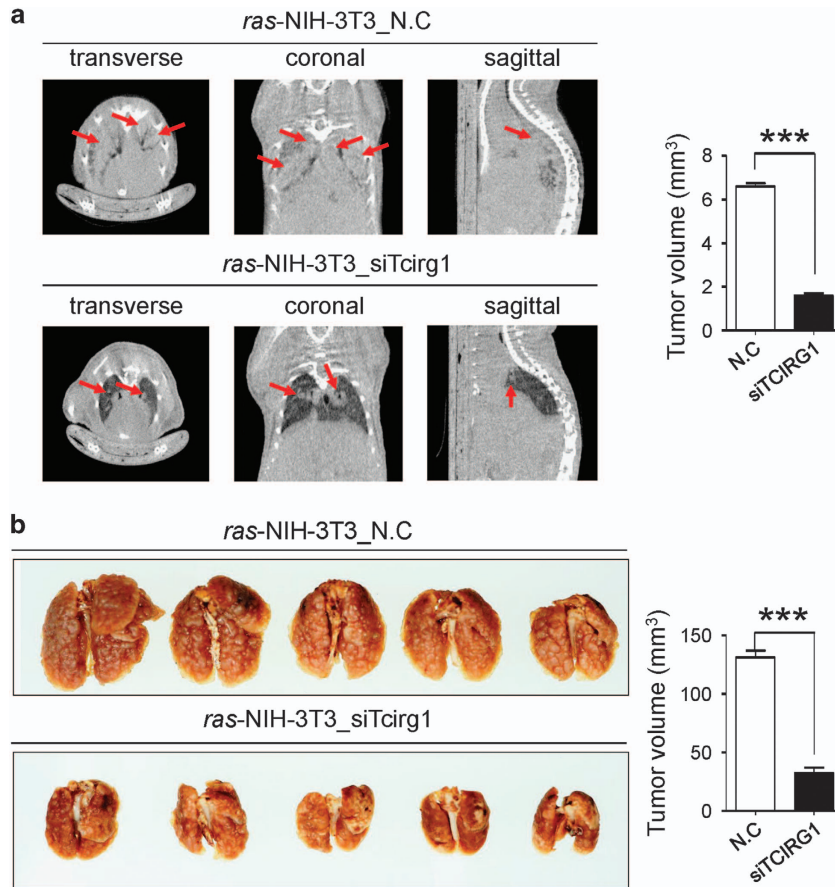 a
ras-NIH-3T3_N.C
transverse
coronal
sagittal
ras-NIH-3T3_siTcirg1
transverse
coronal
sagittal
***
Tumor volume (mm3)
8
6
4
2
0
N.C
siTCIRG1
b
ras-NIH-3T3_N.C
ras-NIH-3T3_siTcirg1
***
Tumor volume (mm3)
150
100
50
0
N.C
siTCIRG1